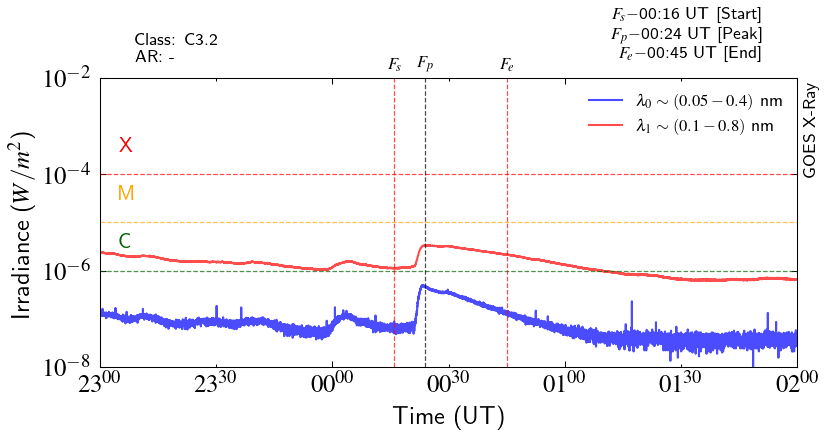 F_s−00:16 UT [Start]
Class: C3.2
F_p−00:24 UT [Peak]
AR: -
F_e−00:45 UT [End]
F_s F_p F_e
10^−2
λ_0 ∼ (0.05 − 0.4) nm
λ_1 ∼ (0.1 − 0.8) nm
GOES X-Ray
X
10^−4
M
C
10^−6
10^−8
Irradiance (W/m^2)
23^00 23^30 00^00 00^30 01^00 01^30 02^00
Time (UT)